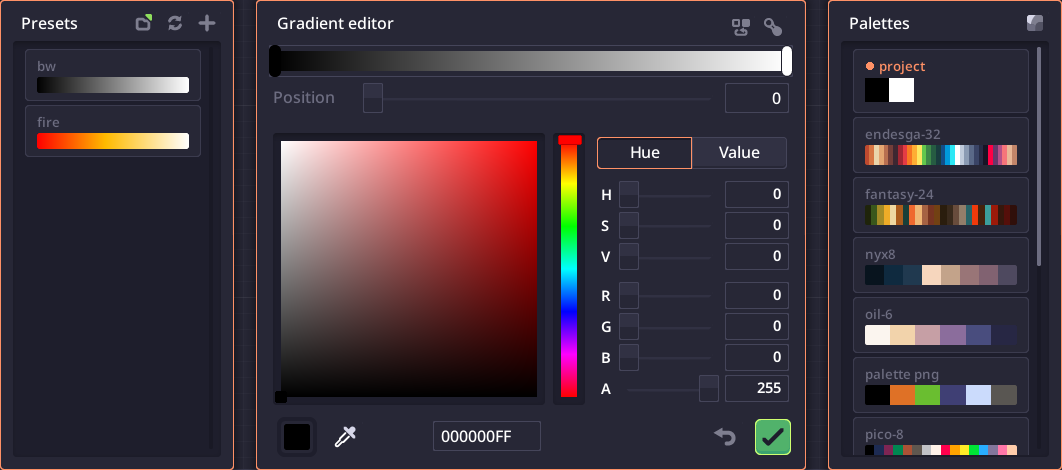 Presets
bw
fire
Gradient editor
Position
0
Hue
Value
H
0
S
0
V
0
R
0
G
0
B
0
A
255
000000FF
Palettes
project
endesga-32
fantasy-24
nyx8
oil-6
palette png
pico-8